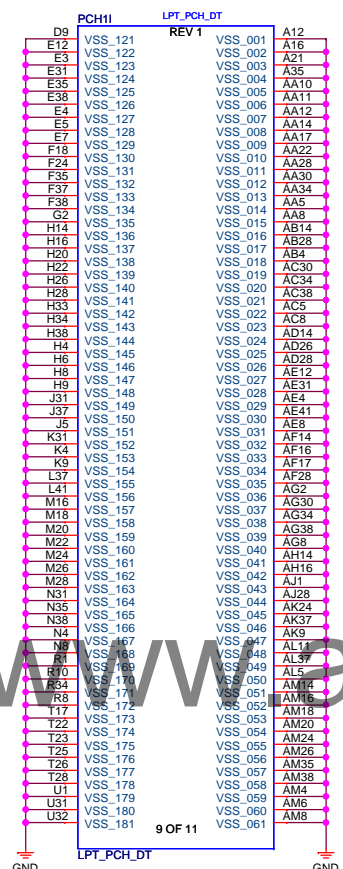 PCH1I LPT_PCH_DT
REV 1
D9 VSS_121 VSS_001 A12
E12 VSS_122 VSS_002 A16
E3 VSS_123 VSS_003 A21
E31 VSS_124 VSS_004 A35
E35 VSS_125 VSS_005 AA10
E38 VSS_126 VSS_006 AA11
E4 VSS_127 VSS_007 AA12
E5 VSS_128 VSS_008 AA14
E7 VSS_129 VSS_009 AA17
F18 VSS_130 VSS_010 AA22
F24 VSS_131 VSS_011 AA28
F35 VSS_132 VSS_012 AA30
F37 VSS_133 VSS_013 AA34
F38 VSS_134 VSS_014 AA5
G2 VSS_135 VSS_015 AA8
H14 VSS_136 VSS_016 AB14
H16 VSS_137 VSS_017 AB28
H20 VSS_138 VSS_018 AB4
H22 VSS_139 VSS_019 AC30
H26 VSS_140 VSS_020 AC34
H28 VSS_141 VSS_021 AC38
H33 VSS_142 VSS_022 AC5
H34 VSS_143 VSS_023 AC8
H38 VSS_144 VSS_024 AD14
H4 VSS_145 VSS_025 AD26
H6 VSS_146 VSS_026 AD28
H8 VSS_147 VSS_027 AE12
H9 VSS_148 VSS_028 AE31
J31 VSS_149 VSS_029 AE4
J37 VSS_150 VSS_030 AE41
J5 VSS_151 VSS_031 AE8
K31 VSS_152 VSS_032 AF14
K4 VSS_153 VSS_033 AF16
K9 VSS_154 VSS_034 AF17
L37 VSS_155 VSS_035 AF28
L41 VSS_156 VSS_036 AG2
M16 VSS_157 VSS_037 AG30
M18 VSS_158 VSS_038 AG34
M20 VSS_159 VSS_039 AG38
M22 VSS_160 VSS_040 AG8
M24 VSS_161 VSS_041 AH14
M26 VSS_162 VSS_042 AH16
M28 VSS_163 VSS_043 AJ1
N31 VSS_164 VSS_044 AJ28
N35 VSS_165 VSS_045 AK24
N38 VSS_166 VSS_046 AK37
N4 VSS_167 VSS_047 AK9
N8 VSS_168 VSS_048 AL11
R1 VSS_169 VSS_049 AL37
R10 VSS_170 VSS_050 AL5
R34 VSS_171 VSS_051 AM14
R8 VSS_172 VSS_052 AM16
T17 VSS_173 VSS_053 AM18
T22 VSS_174 VSS_054 AM20
T23 VSS_175 VSS_055 AM24
T25 VSS_176 VSS_056 AM26
T26 VSS_177 VSS_057 AM35
T28 VSS_178 VSS_058 AM38
U1 VSS_179 VSS_059 AM4
U31 VSS_180 VSS_060 AM6
U32 VSS_181 VSS_061 AM8
9 OF 11
LPT_PCH_DT
GND GND
www.a